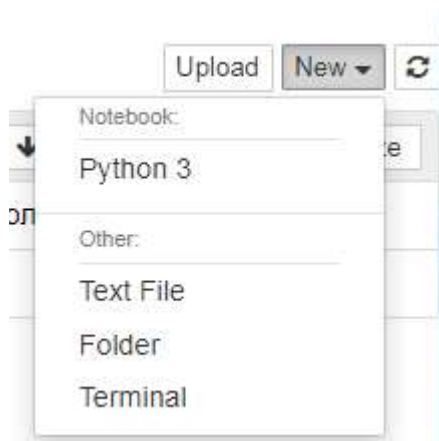 Upload New
Notebook:
Python 3
Other:
Text File
Folder
Terminal